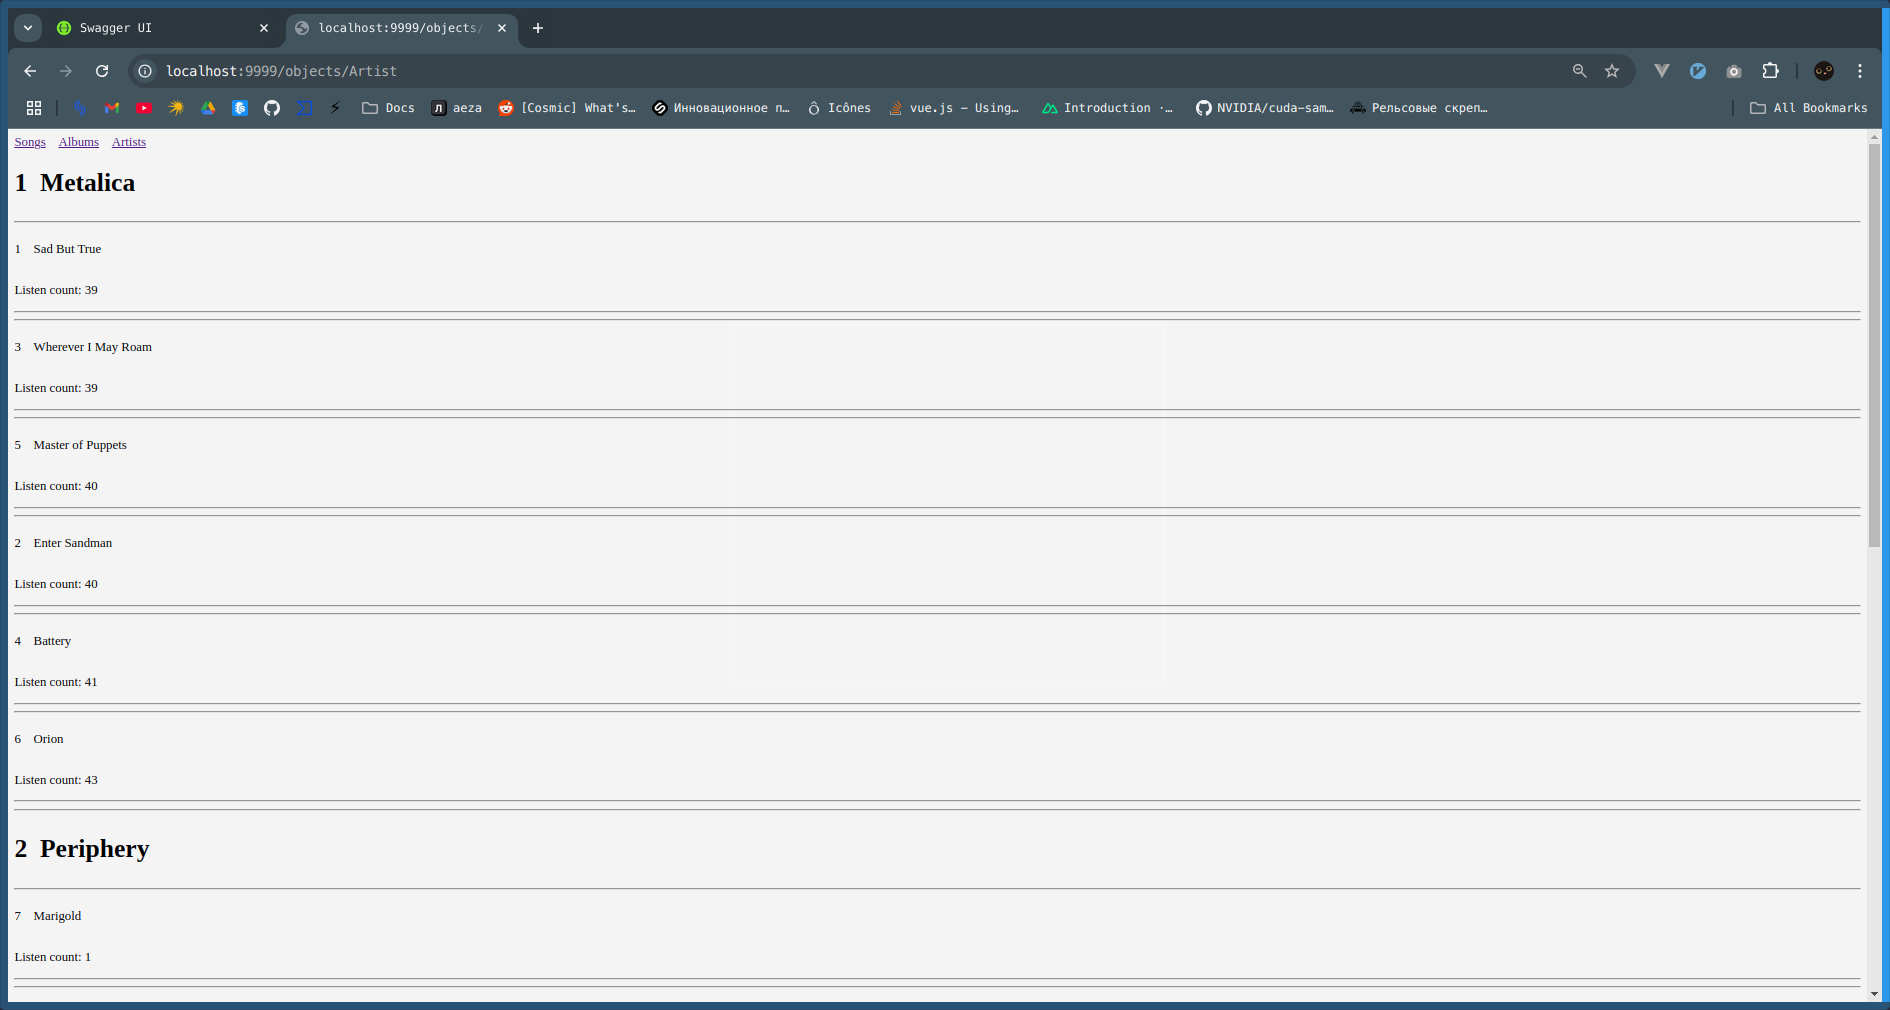 Swagger UI
localhost:9999/objects/
localhost:9999/objects/Artist
Docs
aeza
[Cosmic] What's…
Инновационное п…
Icônes
vue.js - Using…
Introduction ·…
NVIDIA/cuda-sam…
Рельсовые скреп…
All Bookmarks
Songs Albums Artists
1 Metalica
1 Sad But True
Listen count: 39
3 Wherever I May Roam
Listen count: 39
5 Master of Puppets
Listen count: 40
2 Enter Sandman
Listen count: 40
4 Battery
Listen count: 41
6 Orion
Listen count: 43
2 Periphery
7 Marigold
Listen count: 1